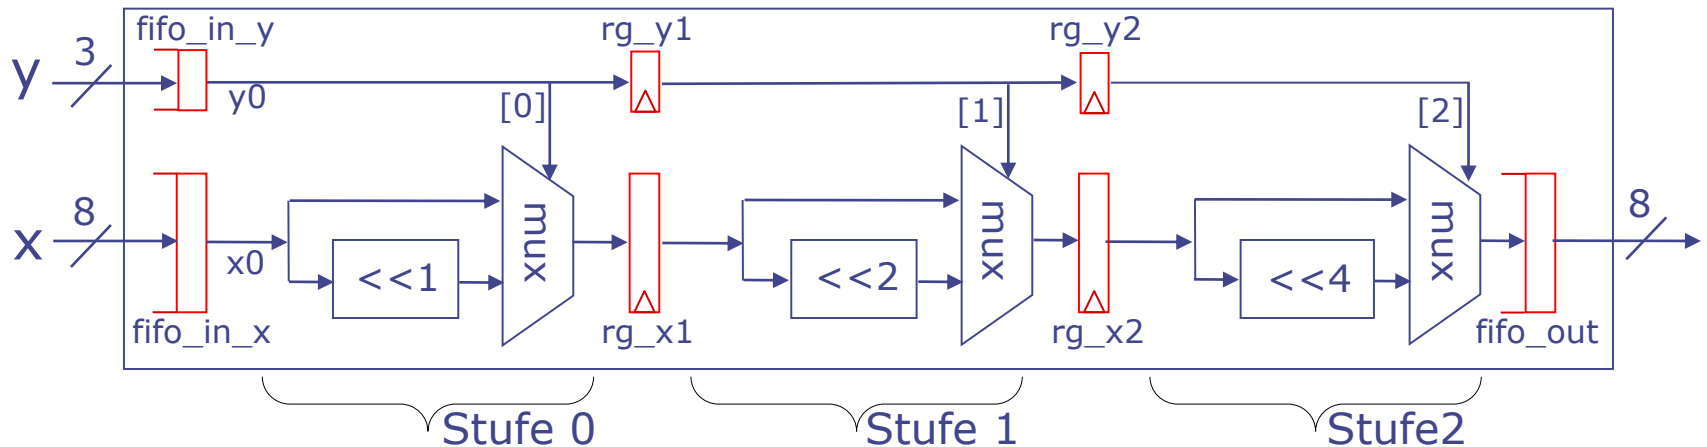 fifo_in_y rg_y1 rg_y2
y 3 y0 [0] [1] [2]
x 8 x0 <<1 mux <<2 mux <<4 mux 8
fifo_in_x rg_x1 rg_x2 fifo_out
Stufe 0 Stufe 1 Stufe2